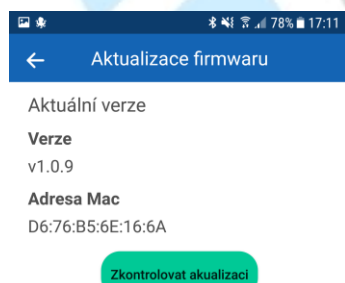 78% 17:11
Aktualizace firmwaru
Aktuální verze
Verze
v1.0.9
Adresa Mac
D6:76:B5:6E:16:6A
Zkontrolovat akualizaci